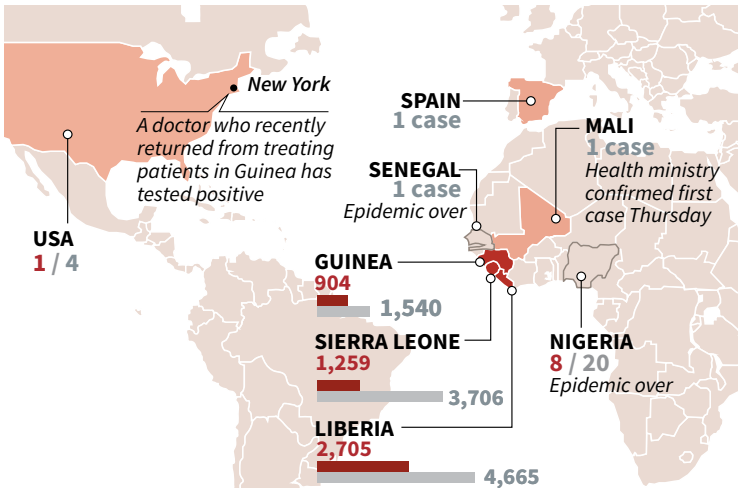 New York
A doctor who recently
returned from treating
patients in Guinea has
tested positive
USA
1 / 4
SPAIN
1 case
MALI
1 case
Health ministry
confirmed first
case Thursday
SENEGAL
1 case
Epidemic over
GUINEA
904
1,540
SIERRA LEONE
1,259
3,706
LIBERIA
2,705
4,665
NIGERIA
8 / 20
Epidemic over